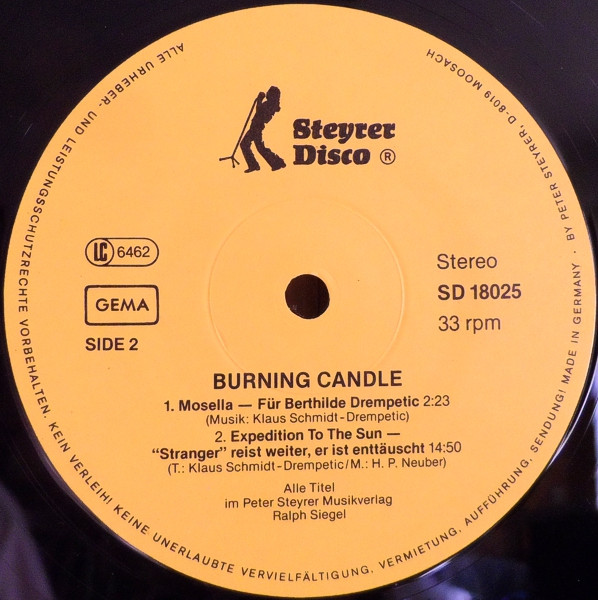 ALLE URHEBER- UND LEISTUNGSSCHUTZRECHTE VORBEHALTEN. KEIN VERLEIH! KEINE UNERLAUBTE VERVIELFÄLTIGUNG, VERMIETUNG, AUFFÜHRUNG, SENDUNG! MADE IN GERMANY · BY PETER STEYRER, D-8019 MOOSACH
Steyrer
Disco ®
LC 6462
GEMA
SIDE 2
Stereo
SD 18025
33 rpm
BURNING CANDLE
1. Mosella — Für Berthilde Drempetic 2:23
(Musik: Klaus Schmidt-Drempetic)
2. Expedition To The Sun —
“Stranger” reist weiter, er ist enttäuscht 14:50
(T.: Klaus Schmidt-Drempetic/M.: H. P. Neuber)
Alle Titel
im Peter Steyrer Musikverlag
Ralph Siegel